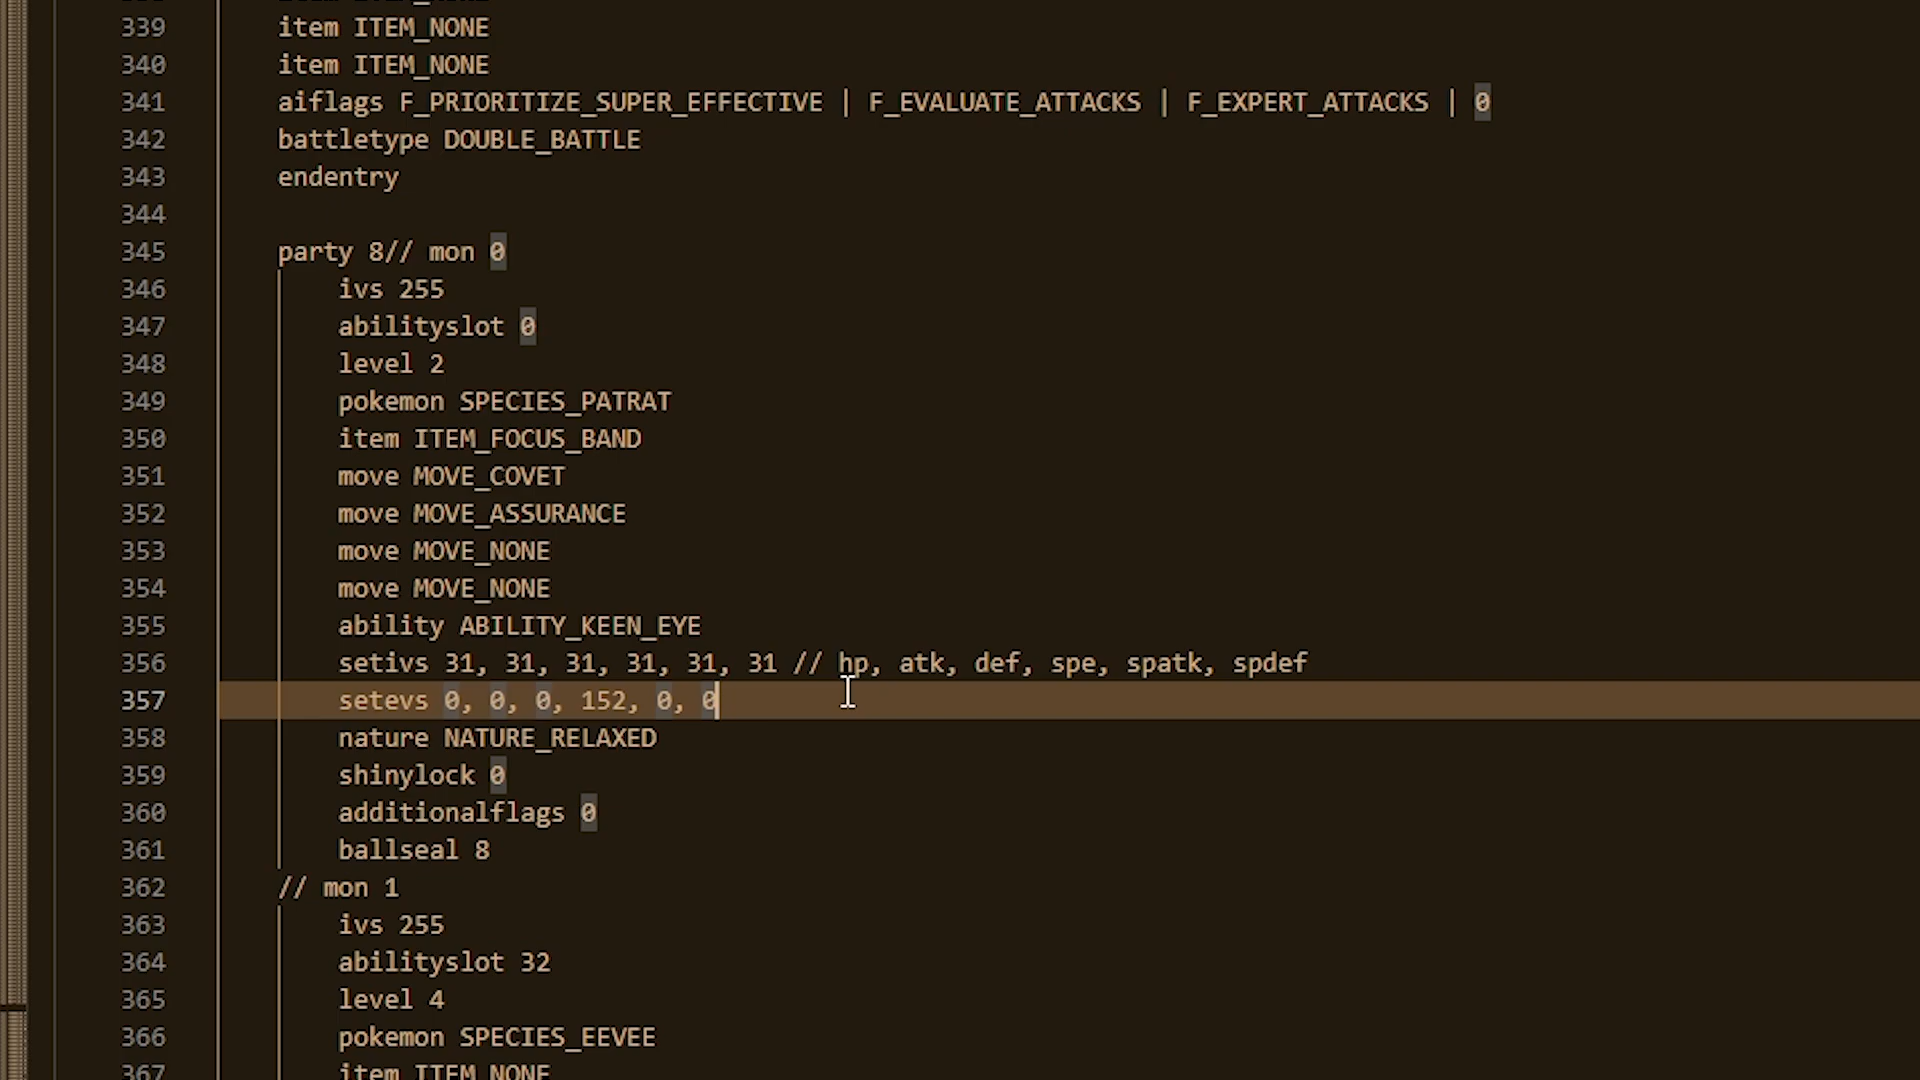 339 item ITEM_NONE
340 item ITEM_NONE
341 aiflags F_PRIORITIZE_SUPER_EFFECTIVE | F_EVALUATE_ATTACKS | F_EXPERT_ATTACKS | 0
342 battletype DOUBLE_BATTLE
343 endentry
344
345 party 8// mon 0
346 ivs 255
347 abilityslot 0
348 level 2
349 pokemon SPECIES_PATRAT
350 item ITEM_FOCUS_BAND
351 move MOVE_COVET
352 move MOVE_ASSURANCE
353 move MOVE_NONE
354 move MOVE_NONE
355 ability ABILITY_KEEN_EYE
356 setivs 31, 31, 31, 31, 31, 31 // hp, atk, def, spe, spatk, spdef
357 setevs 0, 0, 0, 152, 0, 0
358 nature NATURE_RELAXED
359 shinylock 0
360 additionalflags 0
361 ballseal 8
362 // mon 1
363 ivs 255
364 abilityslot 32
365 level 4
366 pokemon SPECIES_EEVEE
367 item ITEM_NONE